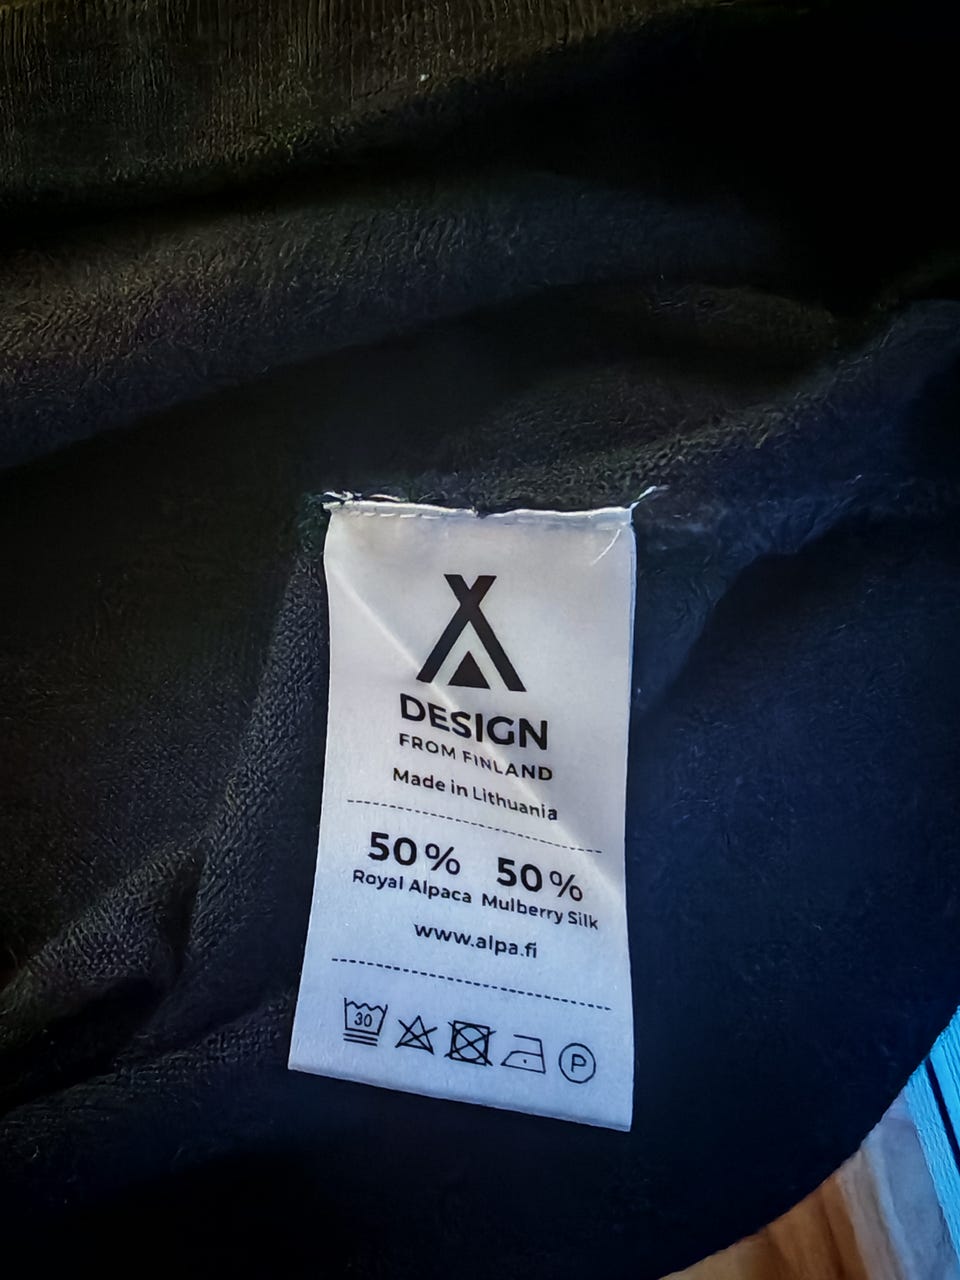 DESIGN
FROM FINLAND
Made in Lithuania
50% 50%
Royal Alpaca Mulberry Silk
www.alpa.fi
30 P